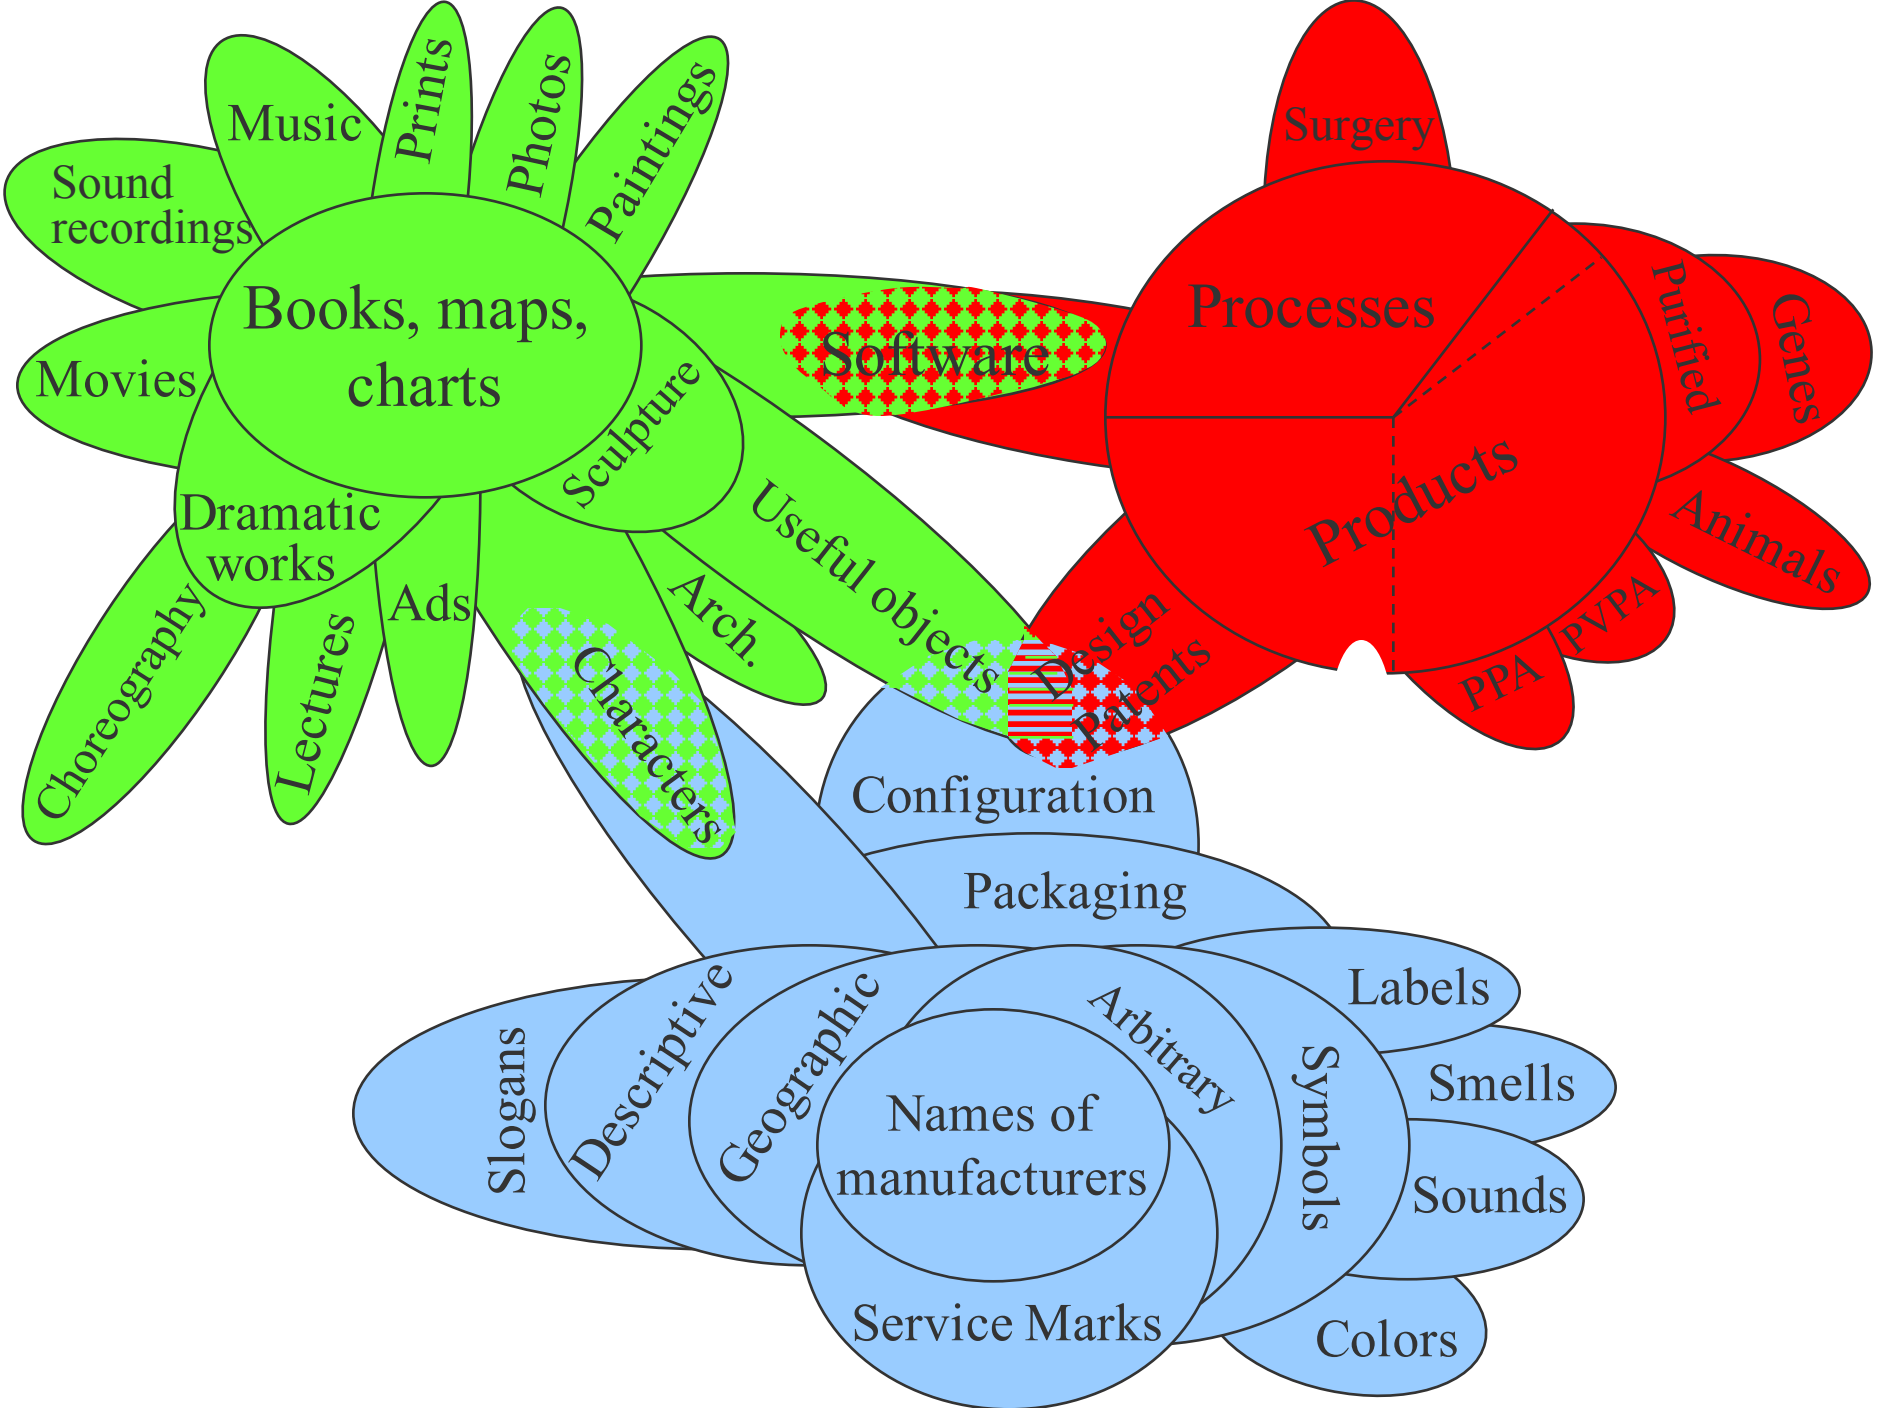 Music
Prints
Photos
Paintings
Sound
recordings
Books, maps,
charts
Movies
Sculpture
Dramatic
works
Choreography
Lectures
Ads
Characters
Arch.
Useful objects
Software
Surgery
Processes
Products
Purified
Genes
Animals
PVPA
PPA
Design
Patents
Configuration
Packaging
Labels
Smells
Sounds
Colors
Symbols
Arbitrary
Geographic
Descriptive
Slogans
Names of
manufacturers
Service Marks